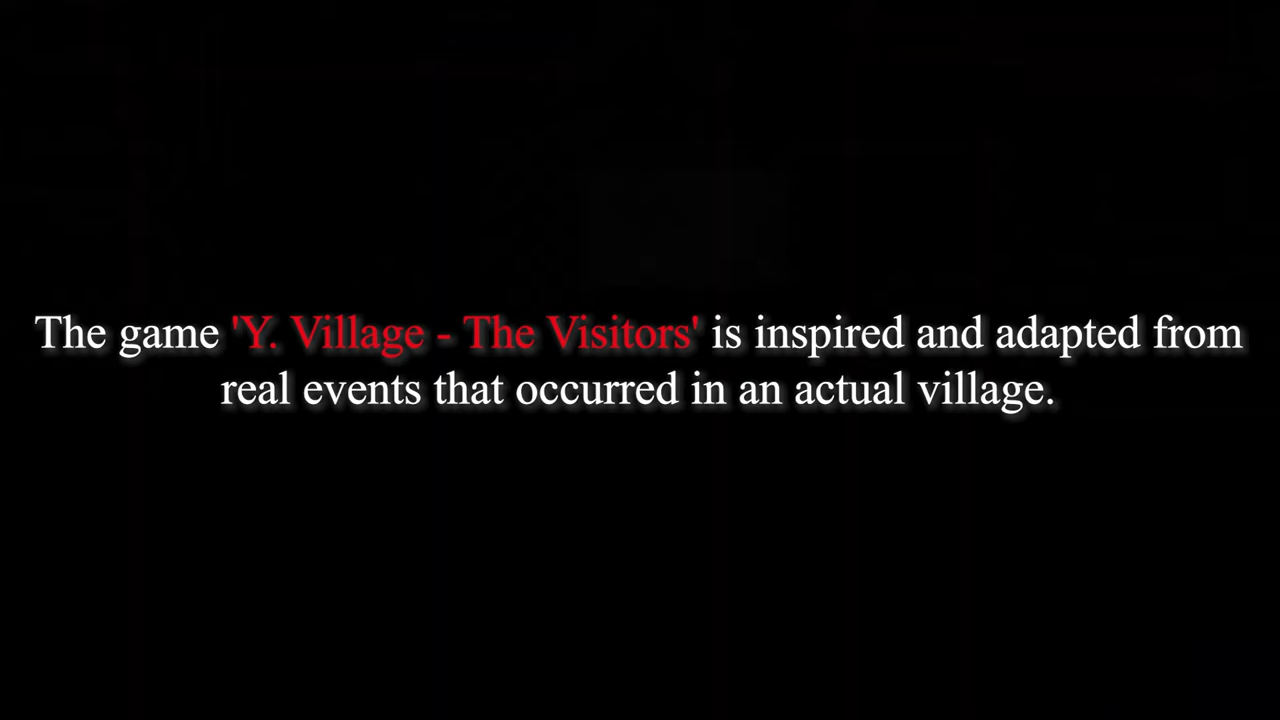 The game 'Y. Village - The Visitors' is inspired and adapted from
real events that occurred in an actual village.